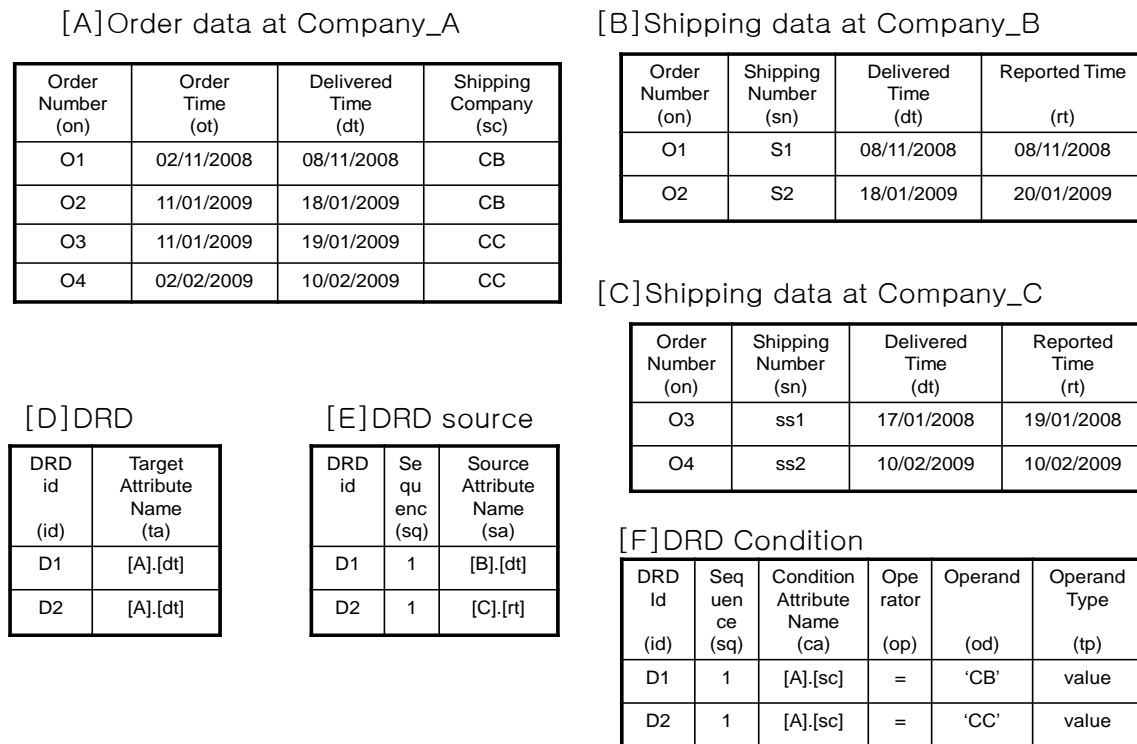 [A]Order data at Company_A
Order Number (on) Order Time (ot) Delivered Time (dt) Shipping Company (sc)
O1 02/11/2008 08/11/2008 CB
O2 11/01/2009 18/01/2009 CB
O3 11/01/2009 19/01/2009 CC
O4 02/02/2009 10/02/2009 CC
[B]Shipping data at Company_B
Order Number (on) Shipping Number (sn) Delivered Time (dt) Reported Time (rt)
O1 S1 08/11/2008 08/11/2008
O2 S2 18/01/2009 20/01/2009
[C]Shipping data at Company_C
Order Number (on) Shipping Number (sn) Delivered Time (dt) Reported Time (rt)
O3 ss1 17/01/2008 19/01/2008
O4 ss2 10/02/2009 10/02/2009
[D]DRD
DRD id (id) Target Attribute Name (ta)
D1 [A].[dt]
D2 [A].[dt]
[E]DRD source
DRD id Se qu enc (sq) Source Attribute Name (sa)
D1 1 [B].[dt]
D2 1 [C].[rt]
[F]DRD Condition
DRD Id (id) Seq uen ce (sq) Condition Attribute Name (ca) Ope rator (op) Operand (od) Operand Type (tp)
D1 1 [A].[sc] = ‘CB’ value
D2 1 [A].[sc] = ‘CC’ value